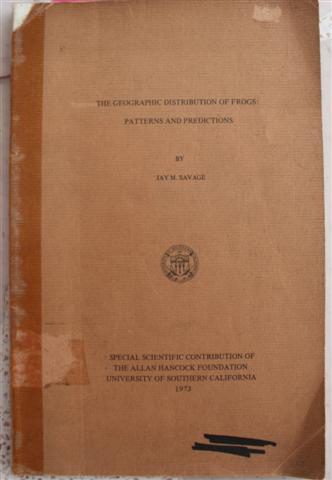 THE GEOGRAPHIC DISTRIBUTION OF FROGS:
PATTERNS AND PREDICTIONS
BY
JAY M. SAVAGE
SPECIAL SCIENTIFIC CONTRIBUTION OF
THE ALLAN HANCOCK FOUNDATION
UNIVERSITY OF SOUTHERN CALIFORNIA
1973